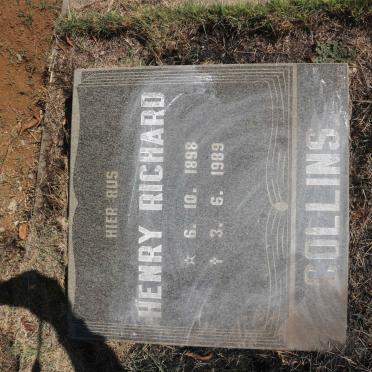 HIER RUS
HENRY RICHARD
☆ 6. 10. 1898
✝ 3. 6. 1989
COLLINS